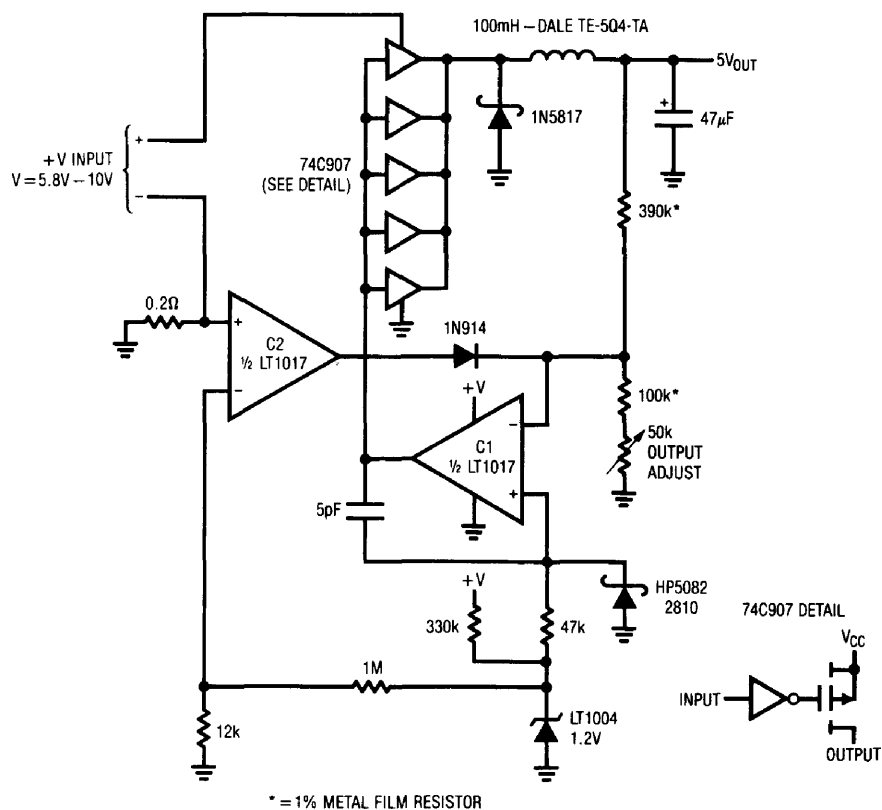 100mH – DALE TE-5Q4-TA
5VOUT
1N5817
47µF
+
+V INPUT
V = 5.8V – 10V
+
–
74C907
(SEE DETAIL)
390k*
0.2Ω
+
C2
½ LT1017
–
1N914
+V
–
C1
½ LT1017
+
100k*
50k
OUTPUT
ADJUST
5pF
+V
330k
47k
HP5082
2810
74C907 DETAIL
VCC
INPUT
OUTPUT
1M
12k
LT1004
1.2V
* = 1% METAL FILM RESISTOR